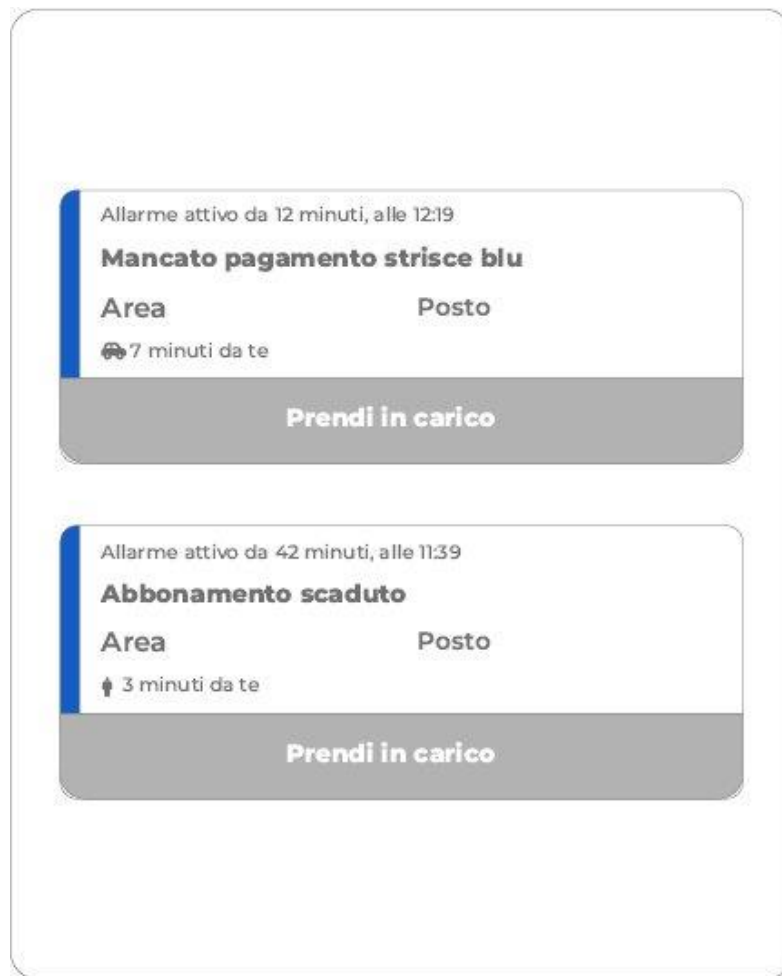 Allarme attivo da 12 minuti, alle 12:19
Mancato pagamento strisce blu
Area Posto
7 minuti da te
Prendi in carico
Allarme attivo da 42 minuti, alle 11:39
Abbonamento scaduto
Area Posto
3 minuti da te
Prendi in carico